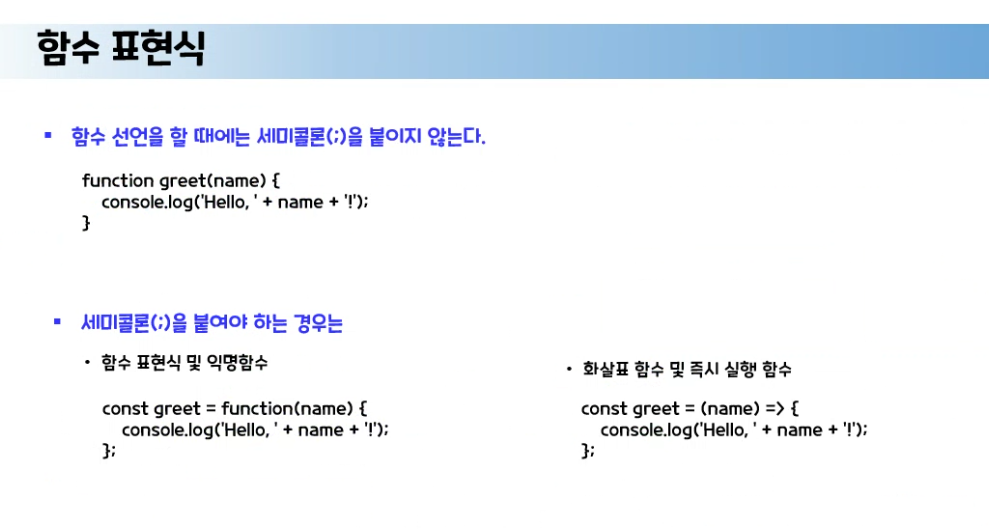 함수 표현식
▪ 함수 선언을 할 때에는 세미콜론(;)을 붙이지 않는다.
function greet(name) {
console.log('Hello, ' + name + '!');
}
▪ 세미콜론(;)을 붙여야 하는 경우는
• 함수 표현식 및 익명함수
const greet = function(name) {
console.log('Hello, ' + name + '!');
};
• 화살표 함수 및 즉시 실행 함수
const greet = (name) => {
console.log('Hello, ' + name + '!');
};